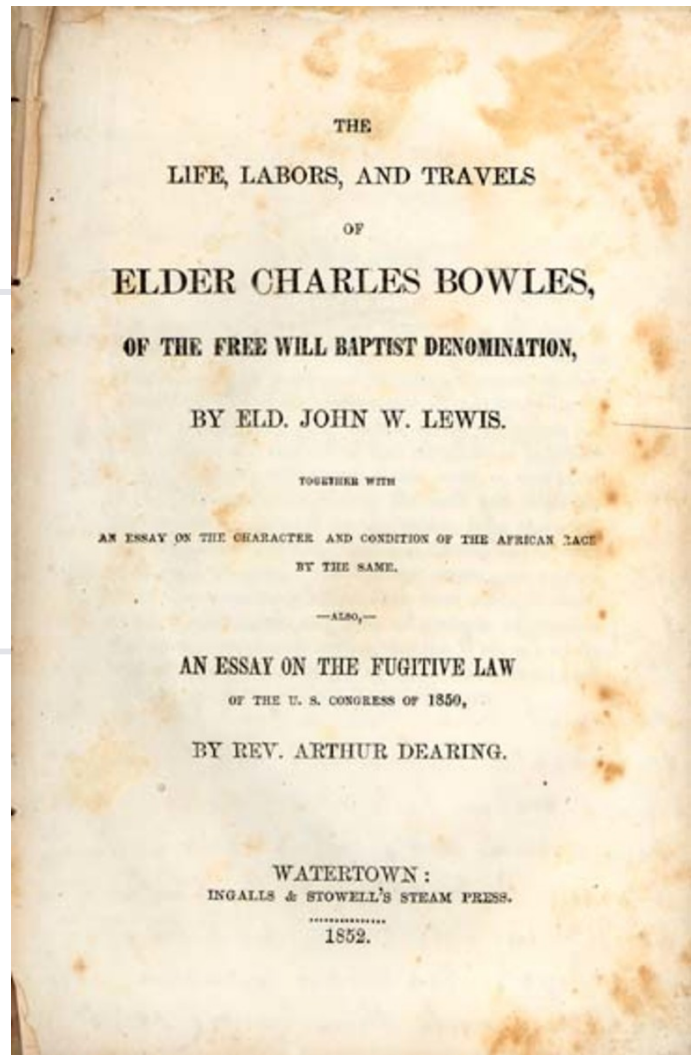 THE
LIFE, LABORS, AND TRAVELS
OF
ELDER CHARLES BOWLES,
OF THE FREE WILL BAPTIST DENOMINATION,
BY ELD. JOHN W. LEWIS.
TOGETHER WITH
AN ESSAY ON THE CHARACTER AND CONDITION OF THE AFRICAN RACE
BY THE SAME.
—ALSO,—
AN ESSAY ON THE FUGITIVE LAW
OF THE U. S. CONGRESS OF 1850,
BY REV. ARTHUR DEARING.
WATERTOWN:
INGALLS & STOWELL'S STEAM PRESS.
1852.